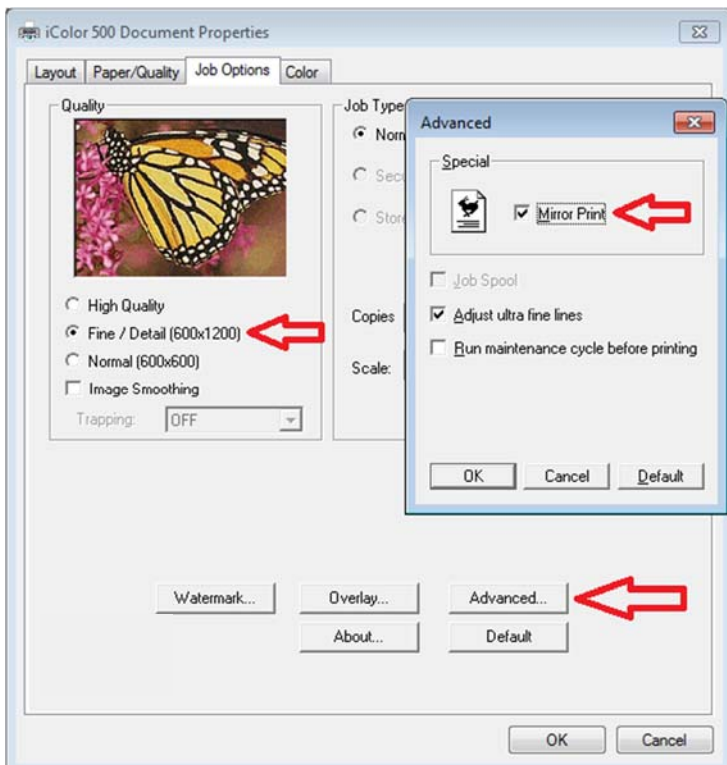 iColor 500 Document Properties
Layout Paper/Quality Job Options Color
Quality
High Quality
Fine / Detail (600x1200)
Normal (600x600)
Image Smoothing
Trapping: OFF
Job Type
Copies
Scale:
Advanced
Special
Mirror Print
Job Spool
Adjust ultra fine lines
Run maintenance cycle before printing
OK Cancel Default
Watermark... Overlay... Advanced...
About... Default
OK Cancel